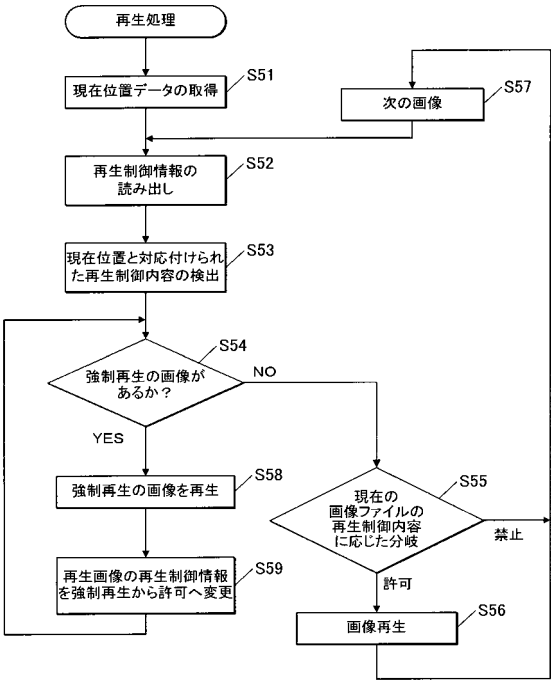 再生処理
S51
現在位置データの取得
S57
次の画像
S52
再生制御情報の
読み出し
S53
現在位置と対応付けられ
た再生制御内容の検出
S54
強制再生の画像が
あるか？
NO
YES
S58
強制再生の画像を再生
S55
現在の
画像ファイルの
再生制御内容
に応じた分岐
禁止
許可
S59
再生画像の再生制御情報
を強制再生から許可へ変更
S56
画像再生